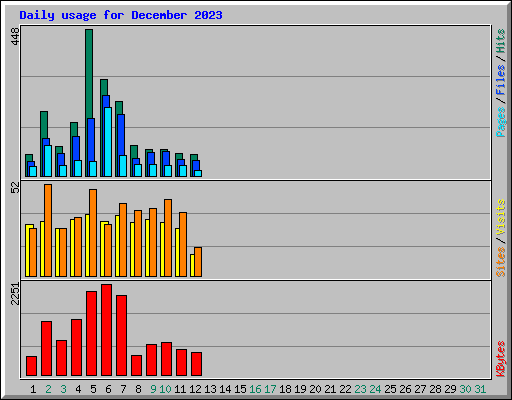 Daily usage for December 2023
448
Pages / Files / Hits
52
Sites / Visits
2251
KBytes
1 2 3 4 5 6 7 8 9 10 11 12 13 14 15 16 17 18 19 20 21 22 23 24 25 26 27 28 29 30 31